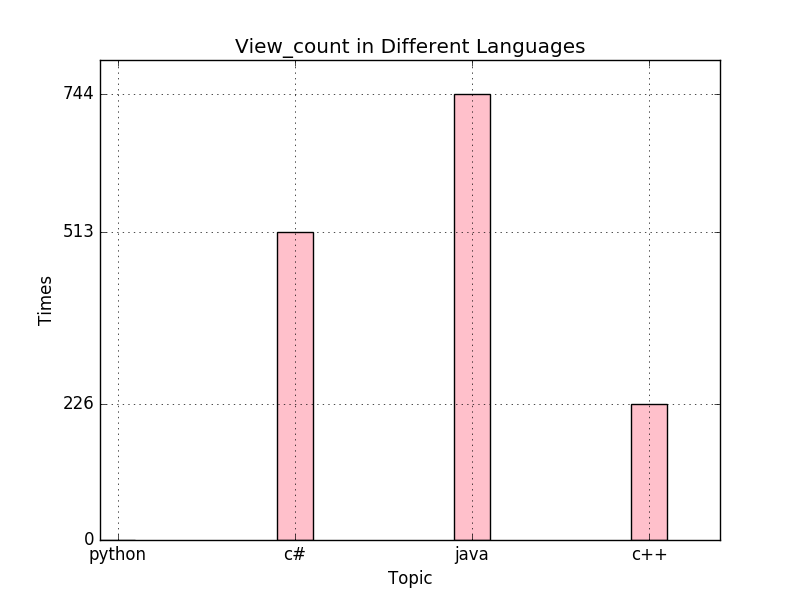 View_count in Different Languages
744
513
226
0
Times
python c# java c++
Topic